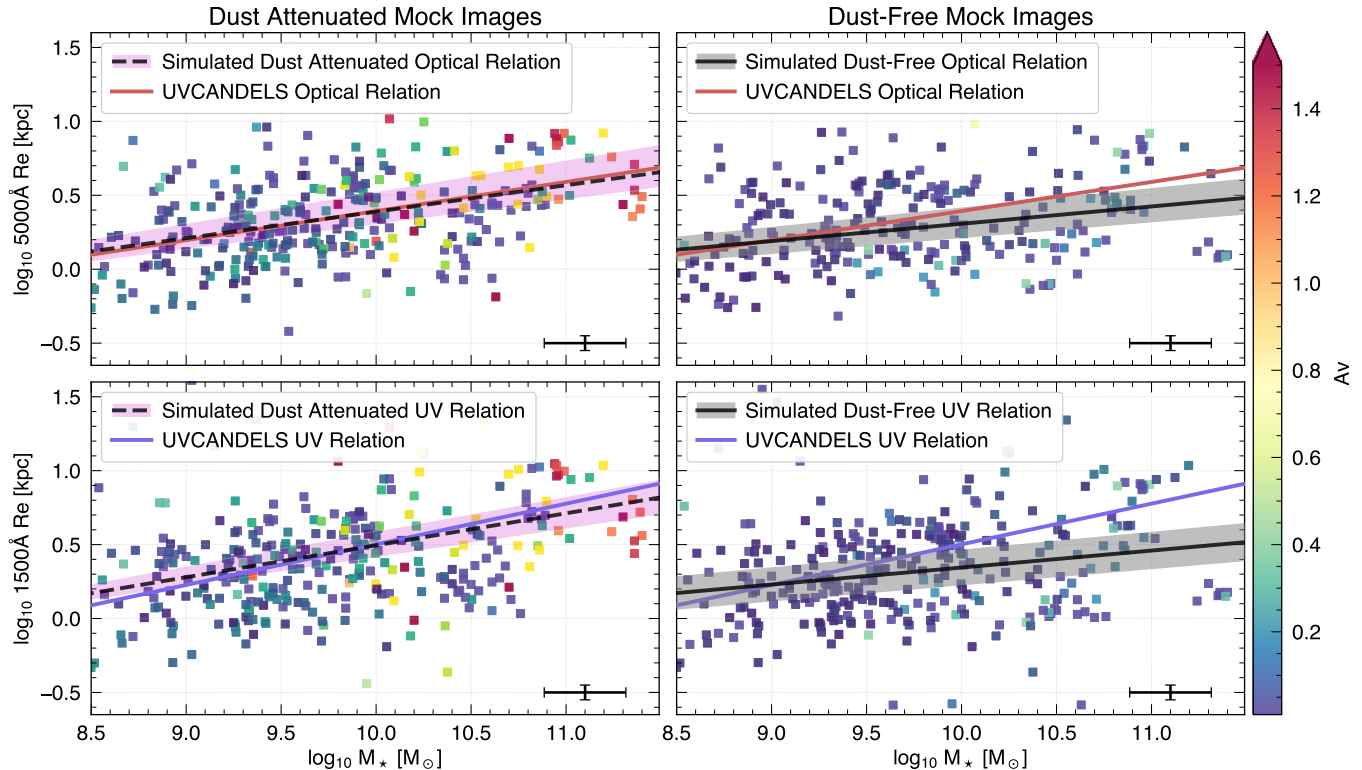 Dust Attenuated Mock Images
Dust-Free Mock Images
1.5
1.0
0.5
0.0
−0.5
log₁₀ 5000Å Re [kpc]
Simulated Dust Attenuated Optical Relation
UVCANDELS Optical Relation
Simulated Dust-Free Optical Relation
UVCANDELS Optical Relation
1.5
1.0
0.5
0.0
−0.5
log₁₀ 1500Å Re [kpc]
Simulated Dust Attenuated UV Relation
UVCANDELS UV Relation
Simulated Dust-Free UV Relation
UVCANDELS UV Relation
8.5 9.0 9.5 10.0 10.5 11.0
log₁₀ M⋆ [M⊙]
8.5 9.0 9.5 10.0 10.5 11.0
log₁₀ M⋆ [M⊙]
1.4
1.2
1.0
0.8
0.6
0.4
0.2
Av